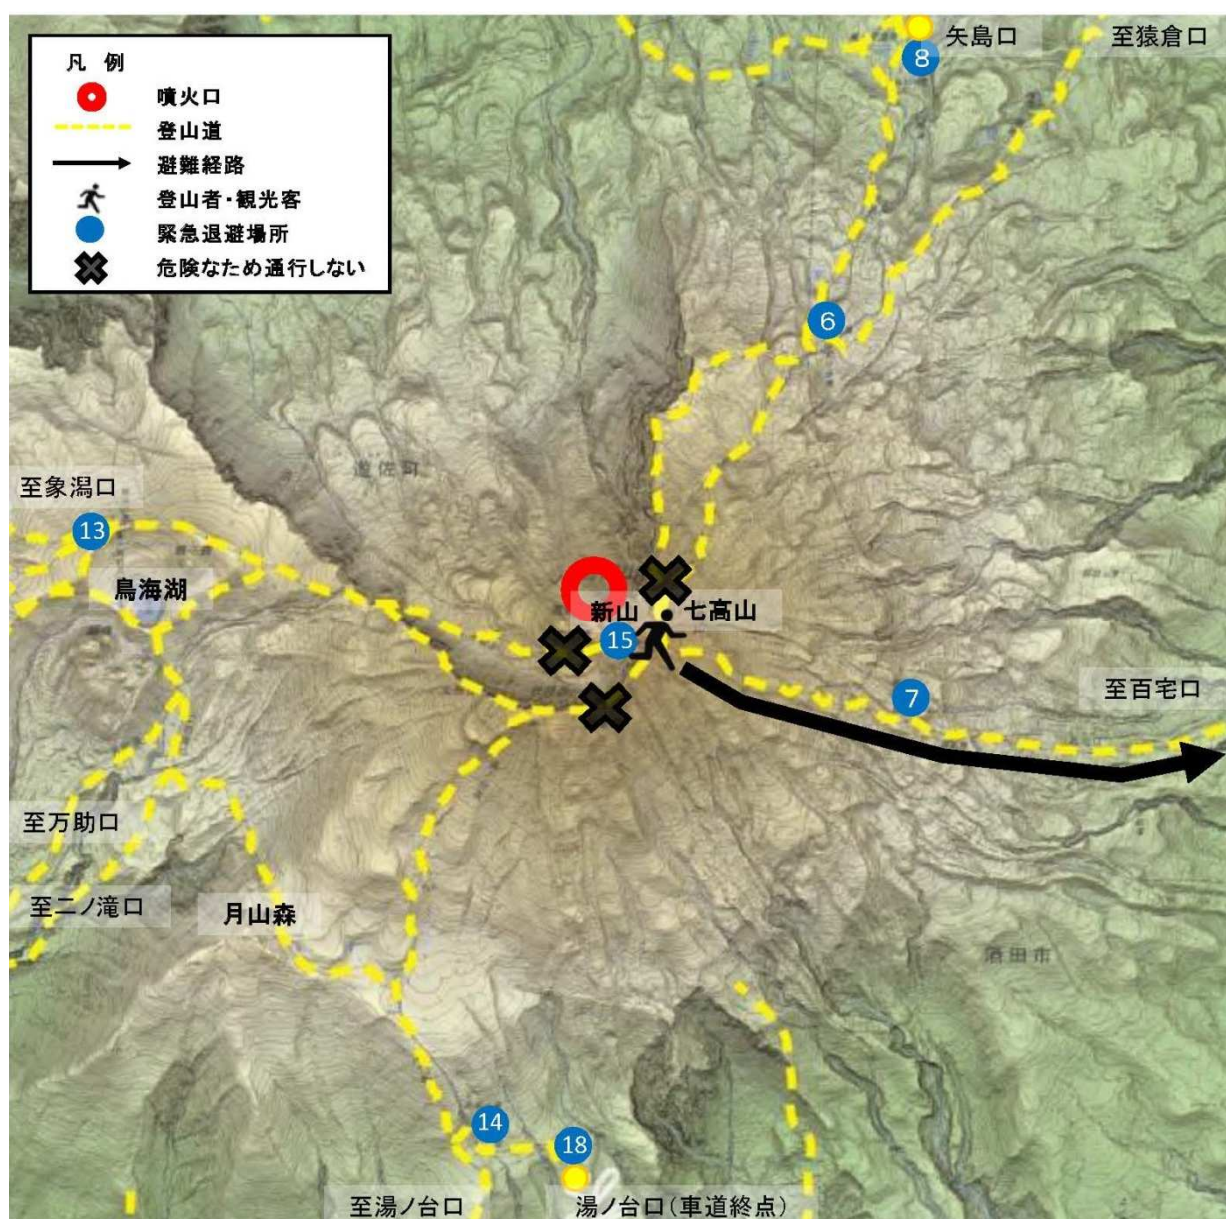 凡 例
噴火口
登山道
避難経路
登山者・観光客
緊急退避場所
危険なため通行しない
矢島口
至猿倉口
8
6
遊佐町
至象潟口
13
鳥海湖
新山
七高山
15
7
至百宅口
至万助口
至二ノ滝口
月山森
酒田市
14
18
至湯ノ台口
湯ノ台口(車道終点)